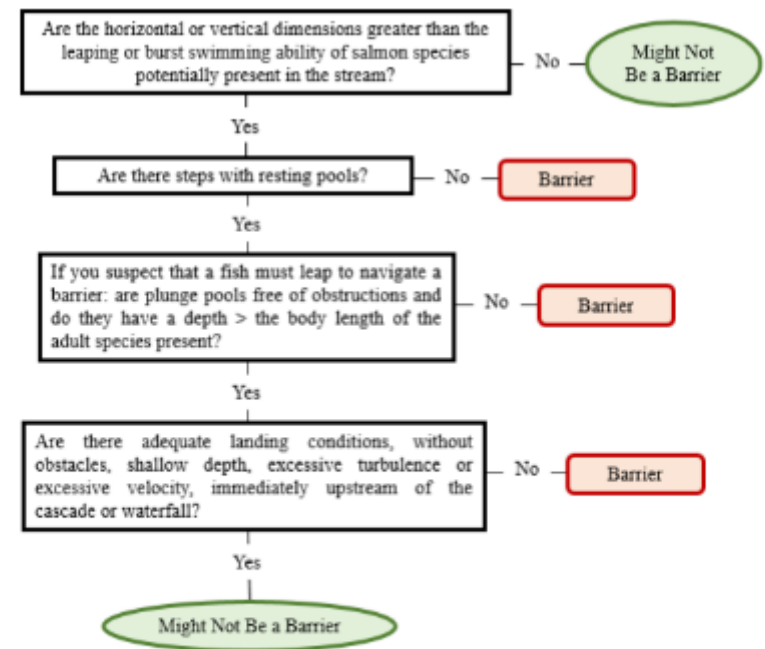 Are the horizontal or vertical dimensions greater than the
leaping or burst swimming ability of salmon species
potentially present in the stream?
No
Might Not
Be a Barrier
Yes
Are there steps with resting pools?
No
Barrier
Yes
If you suspect that a fish must leap to navigate a
barrier: are plunge pools free of obstructions and
do they have a depth > the body length of the
adult species present?
No
Barrier
Yes
Are there adequate landing conditions, without
obstacles, shallow depth, excessive turbulence or
excessive velocity, immediately upstream of the
cascade or waterfall?
No
Barrier
Yes
Might Not Be a Barrier